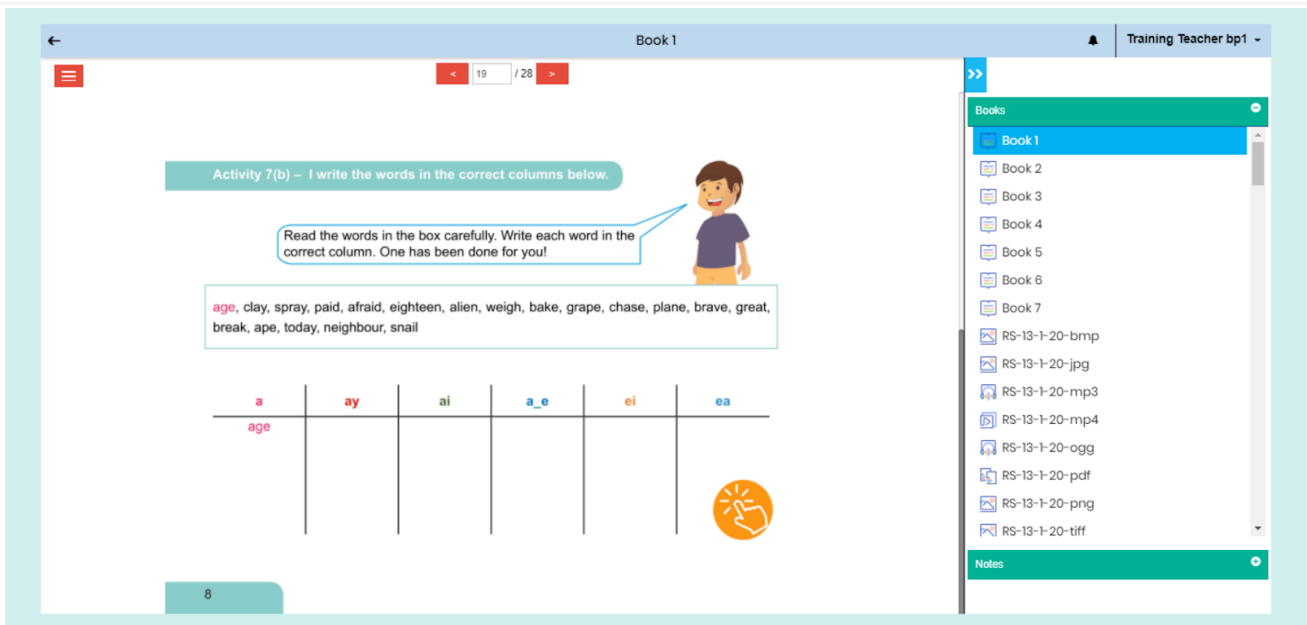 Book 1
Training Teacher bp1
< 19 / 28 >
Activity 7(b) – I write the words in the correct columns below.
Read the words in the box carefully. Write each word in the
correct column. One has been done for you!
age, clay, spray, paid, afraid, eighteen, alien, weigh, bake, grape, chase, plane, brave, great,
break, ape, today, neighbour, snail
a ay ai a_e ei ea
age
8
Books
Book 1
Book 2
Book 3
Book 4
Book 5
Book 6
Book 7
RS-13-1-20-bmp
RS-13-1-20-jpg
RS-13-1-20-mp3
RS-13-1-20-mp4
RS-13-1-20-ogg
RS-13-1-20-pdf
RS-13-1-20-png
RS-13-1-20-tiff
Notes